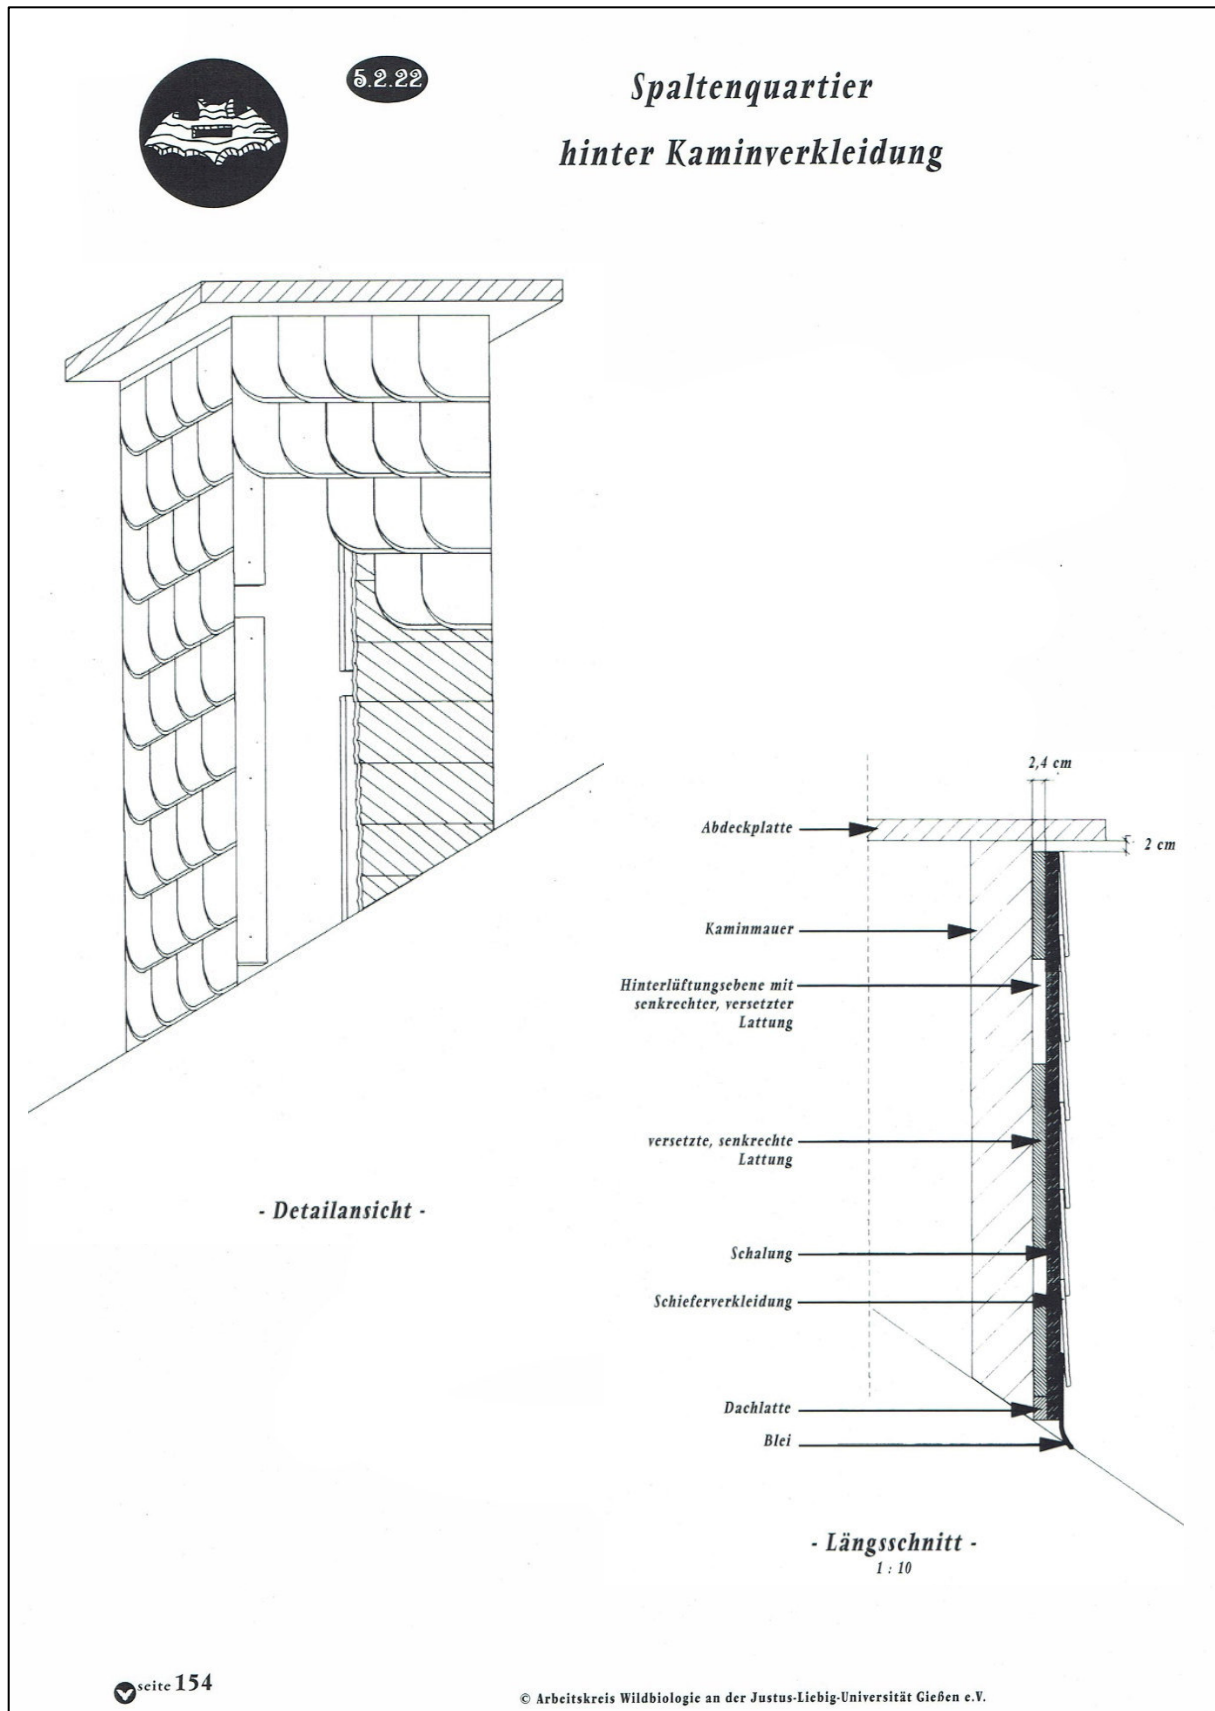 5.2.22
Spaltenquartier
hinter Kaminverkleidung
2,4 cm
Abdeckplatte
2 cm
Kaminmauer
Hinterlüftungsebene mit
senkrechter, versetzter
Lattung
versetzte, senkrechte
Lattung
- Detailansicht -
Schalung
Schieferverkleidung
Dachlatte
Blei
- Längsschnitt -
1 : 10
seite 154
© Arbeitskreis Wildbiologie an der Justus-Liebig-Universität Gießen e.V.